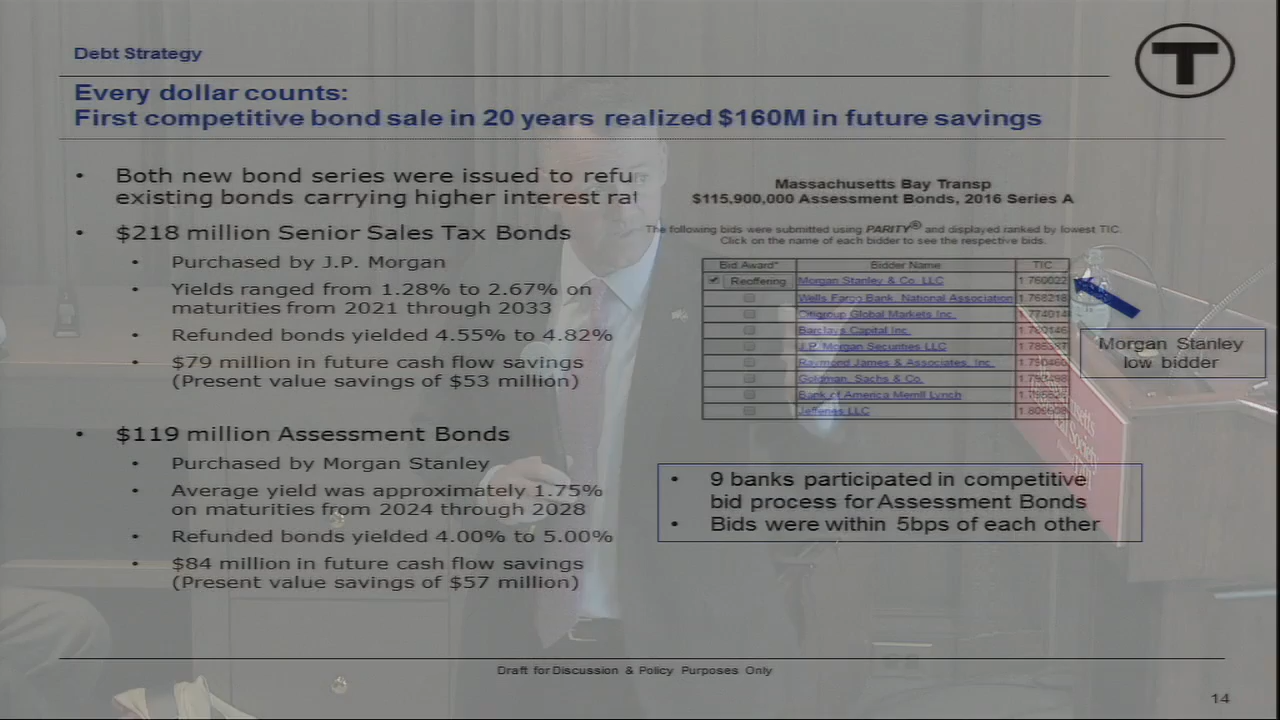 Debt Strategy
T
Every dollar counts:
First competitive bond sale in 20 years realized $160M in future savings
• Both new bond series were issued to refu
existing bonds carrying higher interest rat
• $218 million Senior Sales Tax Bonds
• Purchased by J.P. Morgan
• Yields ranged from 1.28% to 2.67% on
maturities from 2021 through 2033
• Refunded bonds yielded 4.55% to 4.82%
• $79 million in future cash flow savings
(Present value savings of $53 million)
• $119 million Assessment Bonds
• Purchased by Morgan Stanley
• Average yield was approximately 1.75%
on maturities from 2024 through 2028
• Refunded bonds yielded 4.00% to 5.00%
• $84 million in future cash flow savings
(Present value savings of $57 million)
Massachusetts Bay Transp
$115,900,000 Assessment Bonds, 2016 Series A
The following bids were submitted using PARITY® and displayed ranked by lowest TIC.
Click on the name of each bidder to see the respective bids.
Bid Award* Bidder Name TIC
Reoffering Morgan Stanley & Co, LLC 1.760022
Wells Fargo Bank, National Association 1.768218
Citigroup Global Markets Inc.
Barclays Capital Inc.
J.P. Morgan Securities LLC
Raymond James & Associates, Inc.
Goldman, Sachs & Co.
Bank of America Merrill Lynch
Jefferies LLC
Morgan Stanley
low bidder
• 9 banks participated in competitive
bid process for Assessment Bonds
• Bids were within 5bps of each other
Draft for Discussion & Policy Purposes Only
14